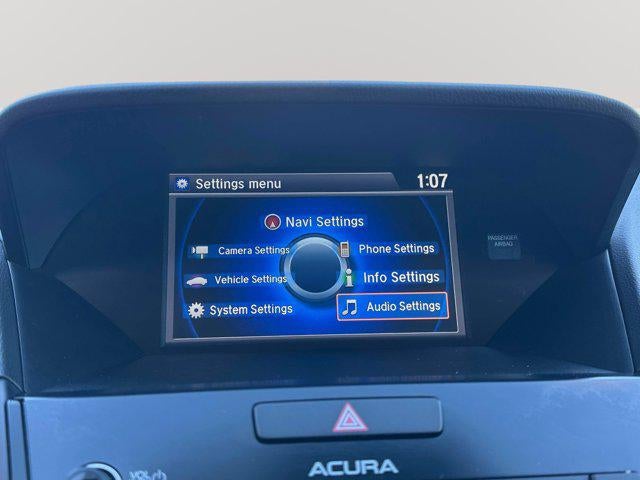 Settings menu 1:07
Navi Settings
Camera Settings Phone Settings
Vehicle Settings Info Settings
System Settings Audio Settings
PASSENGER
AIRBAG
ACURA
VOL